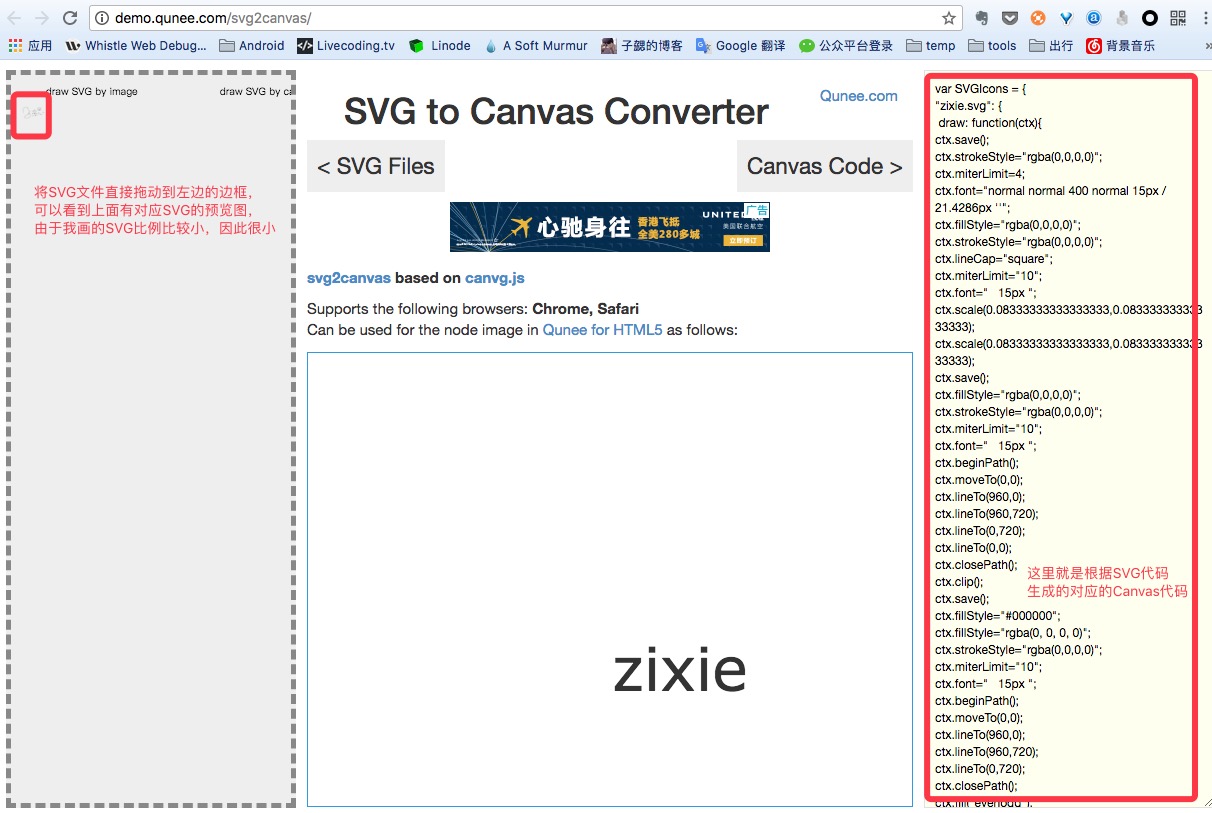 demo.qunee.com/svg2canvas/
应用
Whistle Web Debug...
Android
Livecoding.tv
Linode
A Soft Murmur
子勰的博客
Google 翻译
公众平台登录
temp
tools
出行
背景音乐
»
draw SVG by image
draw SVG by ca
将SVG文件直接拖动到左边的边框，
可以看到上面有对应SVG的预览图，
由于我画的SVG比例比较小，因此很小
SVG to Canvas Converter
Qunee.com
< SVG Files
Canvas Code >
心驰身往
香港飞抵
全美280多城
UNITED
广告
美国联合航空
立即预订
svg2canvas based on canvg.js
Supports the following browsers: Chrome, Safari
Can be used for the node image in Qunee for HTML5 as follows:
zixie
var SVGIcons = {
"zixie.svg": {
draw: function(ctx){
ctx.save();
ctx.strokeStyle="rgba(0,0,0,0)";
ctx.miterLimit=4;
ctx.font="normal normal 400 normal 15px /
21.4286px ''";
ctx.fillStyle="rgba(0,0,0,0)";
ctx.strokeStyle="rgba(0,0,0,0)";
ctx.lineCap="square";
ctx.miterLimit="10";
ctx.font="   15px ";
ctx.scale(0.08333333333333333,0.083333333333
33333);
ctx.scale(0.08333333333333333,0.083333333333
33333);
ctx.save();
ctx.fillStyle="rgba(0,0,0,0)";
ctx.strokeStyle="rgba(0,0,0,0)";
ctx.miterLimit="10";
ctx.font="   15px ";
ctx.beginPath();
ctx.moveTo(0,0);
ctx.lineTo(960,0);
ctx.lineTo(960,720);
ctx.lineTo(0,720);
ctx.lineTo(0,0);
ctx.closePath();
ctx.clip();
ctx.save();
ctx.fillStyle="#000000";
ctx.fillStyle="rgba(0, 0, 0, 0)";
ctx.strokeStyle="rgba(0,0,0,0)";
ctx.miterLimit="10";
ctx.font="   15px ";
ctx.beginPath();
ctx.moveTo(0,0);
ctx.lineTo(960,0);
ctx.lineTo(960,720);
ctx.lineTo(0,720);
ctx.closePath();
ctx.fill("evenodd");
这里就是根据SVG代码
生成的对应的Canvas代码